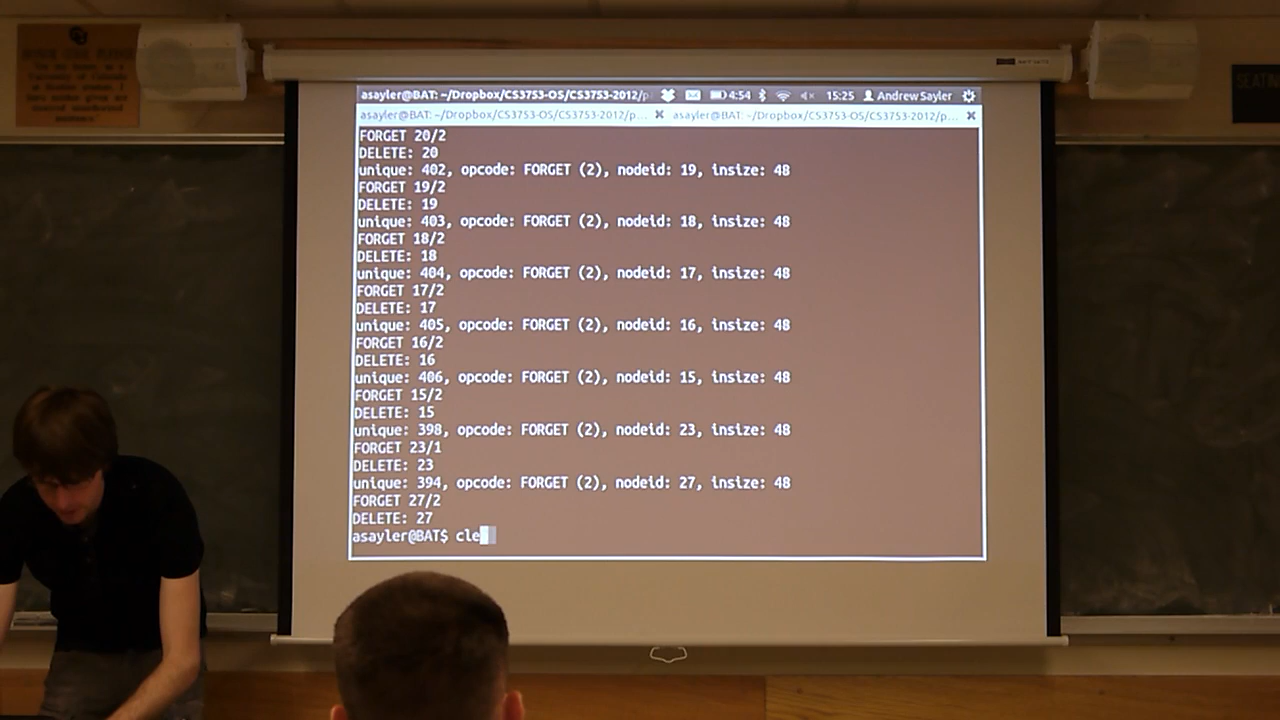 asayler@BAT: ~/Dropbox/CS3753-OS/CS3753-2012/p 4:54 15:25 Andrew Sayler
asayler@BAT: ~/Dropbox/CS3753-OS/CS3753-2012/p... × asayler@BAT: ~/Dropbox/CS3753-OS/CS3753-2012/p... ×
FORGET 20/2
DELETE: 20
unique: 402, opcode: FORGET (2), nodeid: 19, insize: 48
FORGET 19/2
DELETE: 19
unique: 403, opcode: FORGET (2), nodeid: 18, insize: 48
FORGET 18/2
DELETE: 18
unique: 404, opcode: FORGET (2), nodeid: 17, insize: 48
FORGET 17/2
DELETE: 17
unique: 405, opcode: FORGET (2), nodeid: 16, insize: 48
FORGET 16/2
DELETE: 16
unique: 406, opcode: FORGET (2), nodeid: 15, insize: 48
FORGET 15/2
DELETE: 15
unique: 398, opcode: FORGET (2), nodeid: 23, insize: 48
FORGET 23/1
DELETE: 23
unique: 394, opcode: FORGET (2), nodeid: 27, insize: 48
FORGET 27/2
DELETE: 27
asayler@BAT$ cle
SEATING